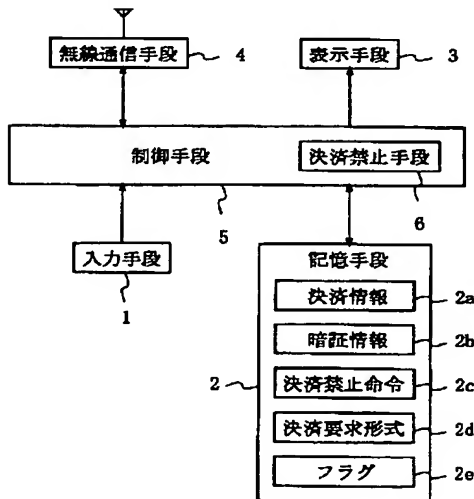 無線通信手段 4
表示手段 3
制御手段
決済禁止手段
5
6
入力手段
1
記憶手段
決済情報 2a
暗証情報 2b
2
決済禁止命令 2c
決済要求形式 2d
フラグ 2e